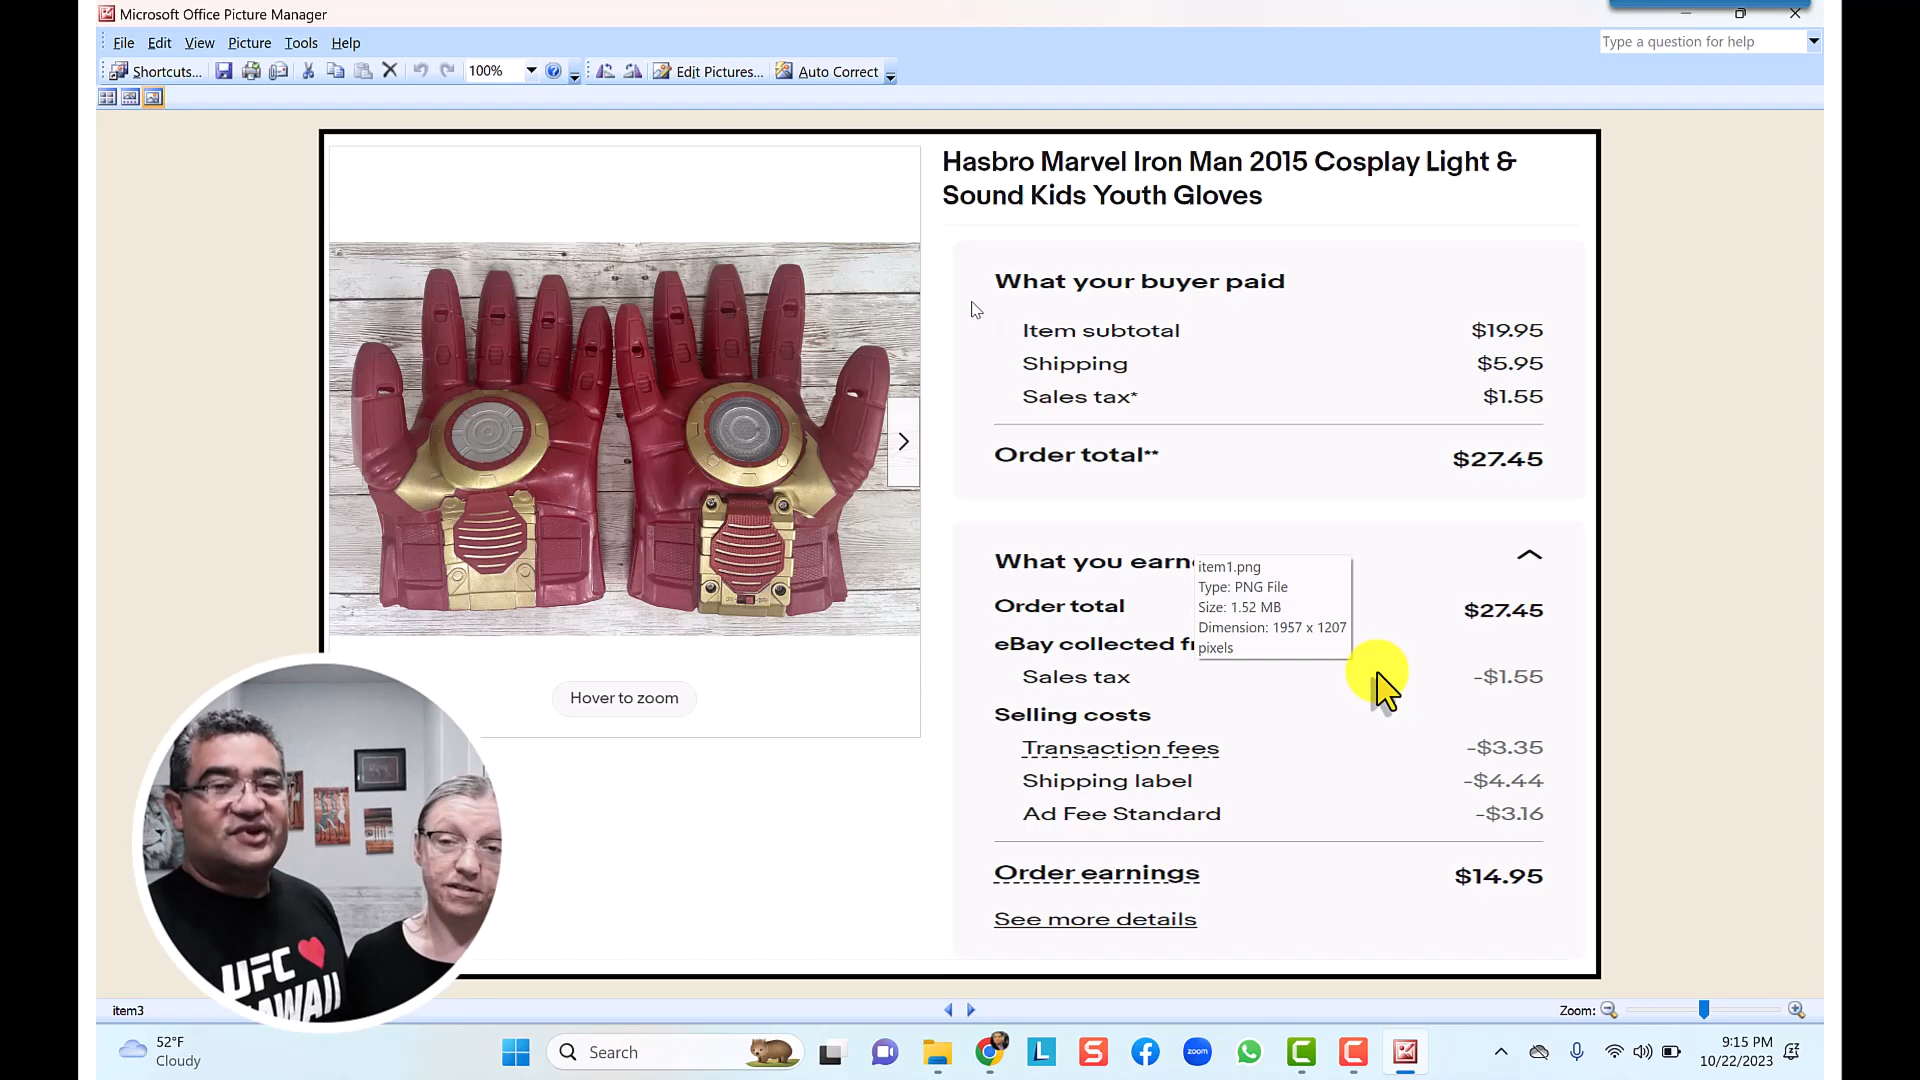 Microsoft Office Picture Manager
File Edit View Picture Tools Help
Type a question for help
Shortcuts... 100% Edit Pictures... Auto Correct
Hasbro Marvel Iron Man 2015 Cosplay Light &
Sound Kids Youth Gloves
What your buyer paid
Item subtotal $19.95
Shipping $5.95
Sales tax* $1.55
Order total** $27.45
What you earn
item1.png
Type: PNG File
Size: 1.52 MB
Dimension: 1957 x 1207
pixels
Order total $27.45
eBay collected
Sales tax -$1.55
Selling costs
Transaction fees -$3.35
Shipping label -$4.44
Ad Fee Standard -$3.16
Order earnings $14.95
See more details
Hover to zoom
UFC
HAWAII
item3
Zoom:
52°F
Cloudy
Search
L
S
zoom
C
C
9:15 PM
10/22/2023